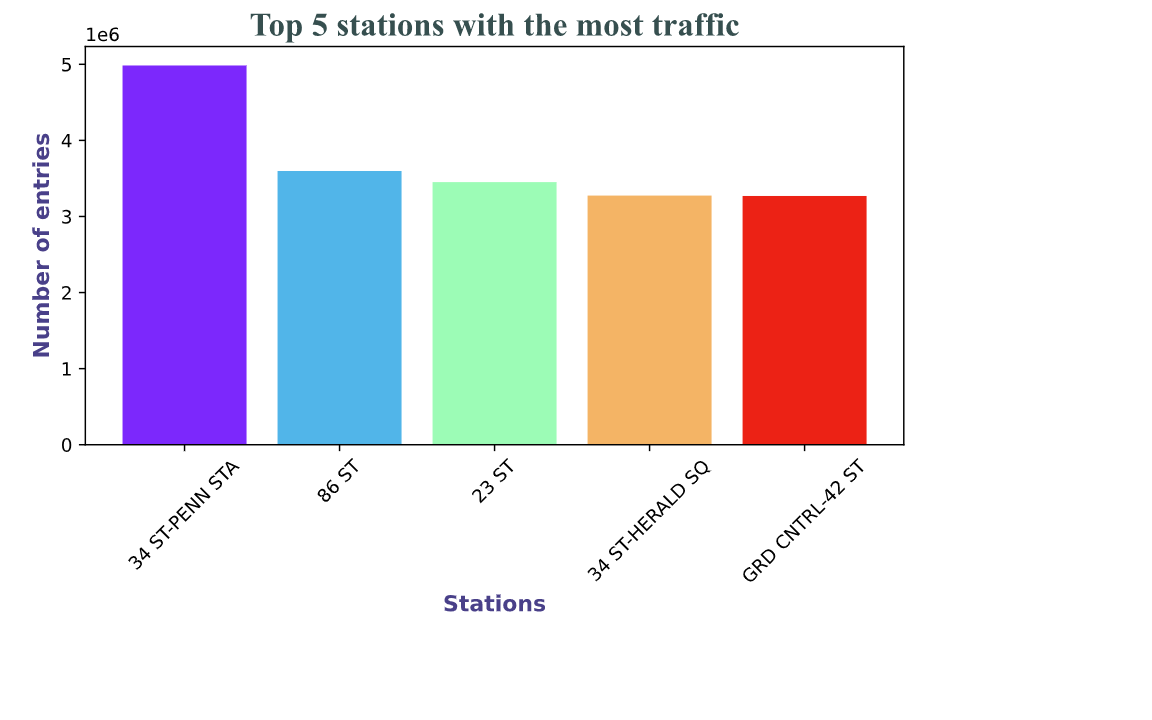 Top 5 stations with the most traffic
1e6
5
4
3
2
1
0
Number of entries
34 ST-PENN STA
86 ST
23 ST
34 ST-HERALD SQ
GRD CNTRL-42 ST
Stations